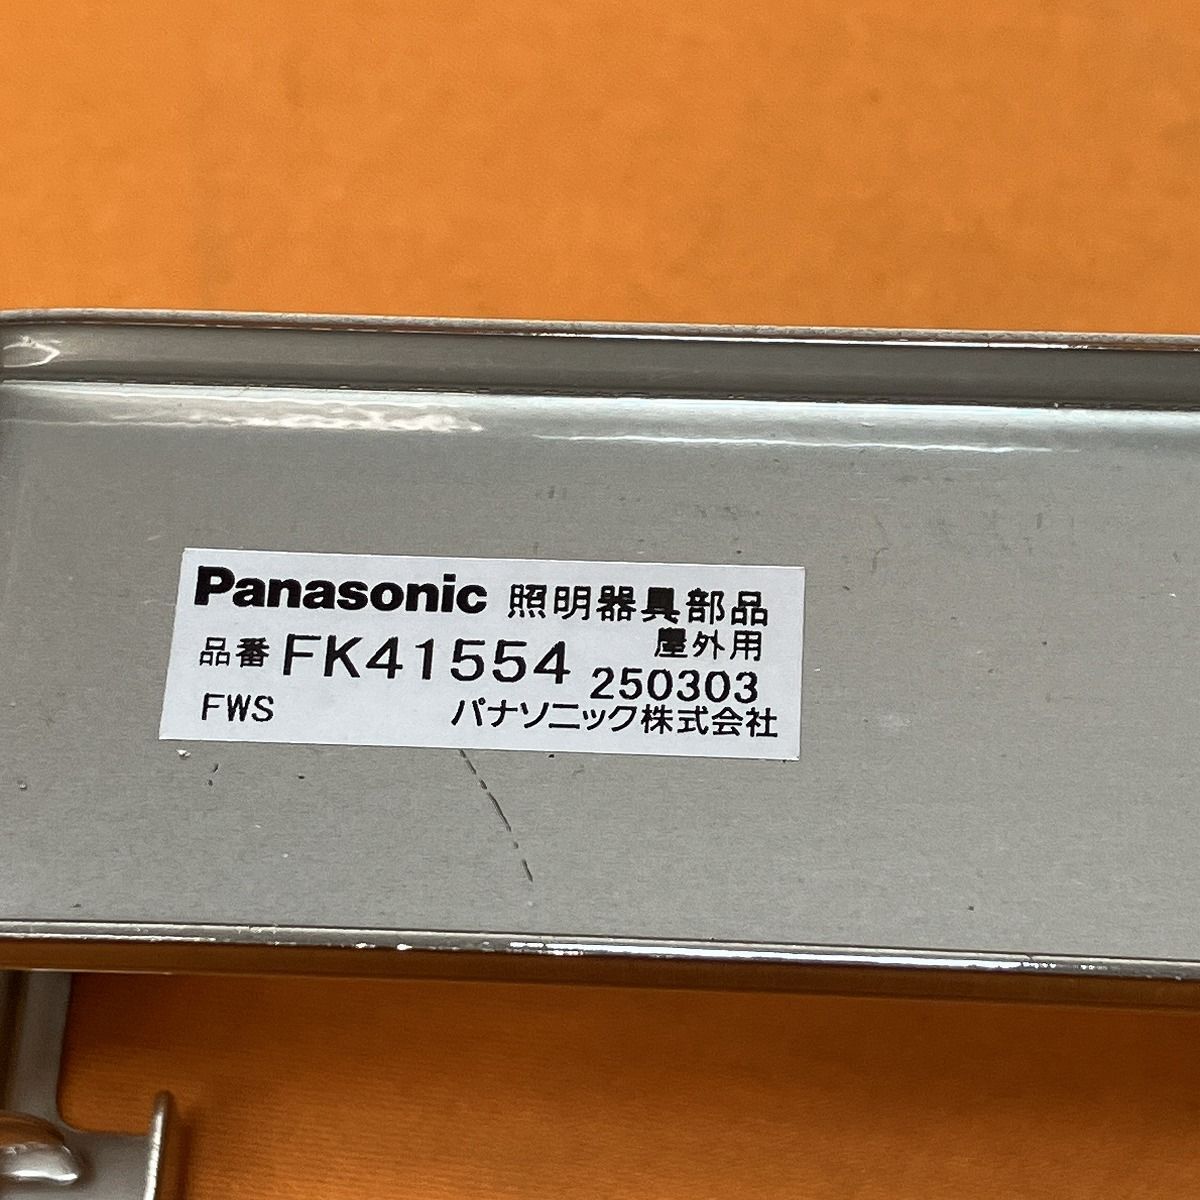 Panasonic 照明器具部品
屋外用
品番 FK41554 250303
FWS パナソニック株式会社